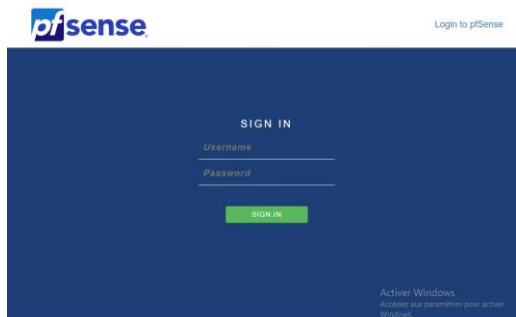 pfsense
Login to pfSense
SIGN IN
Username
Password
SIGN IN
Activer Windows
Accédez aux paramètres pour activer
Windows.